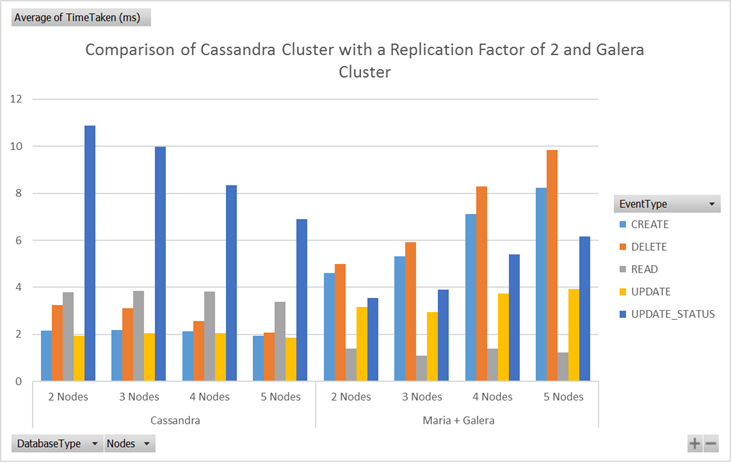 Average of TimeTaken (ms)
Comparison of Cassandra Cluster with a Replication Factor of 2 and Galera
Cluster
12
10
8
6
4
2
0
2 Nodes 3 Nodes 4 Nodes 5 Nodes 2 Nodes 3 Nodes 4 Nodes 5 Nodes
Cassandra Maria + Galera
EventType
CREATE
DELETE
READ
UPDATE
UPDATE_STATUS
DatabaseType Nodes